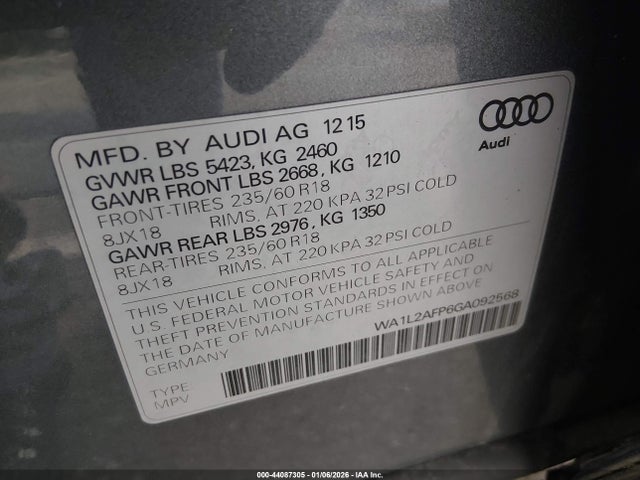 MFD. BY AUDI AG 12 15
GVWR LBS 5423, KG 2460
GAWR FRONT LBS 2668, KG 1210
FRONT-TIRES 235/60 R18
8JX18 RIMS. AT 220 KPA 32 PSI COLD
GAWR REAR LBS 2976, KG 1350
REAR-TIRES 235/60 R18
8JX18 RIMS. AT 220 KPA 32 PSI COLD
THIS VEHICLE CONFORMS TO ALL APPLICABLE
U.S. FEDERAL MOTOR VEHICLE SAFETY AND
THEFT PREVENTION STANDARDS IN EFFECT ON
THE DATE OF MANUFACTURE SHOWN ABOVE.
GERMANY
WA1L2AFP6GA092568
TYPE
MPV
Audi
000-44087305 - 01/06/2026 - © IAA Inc.